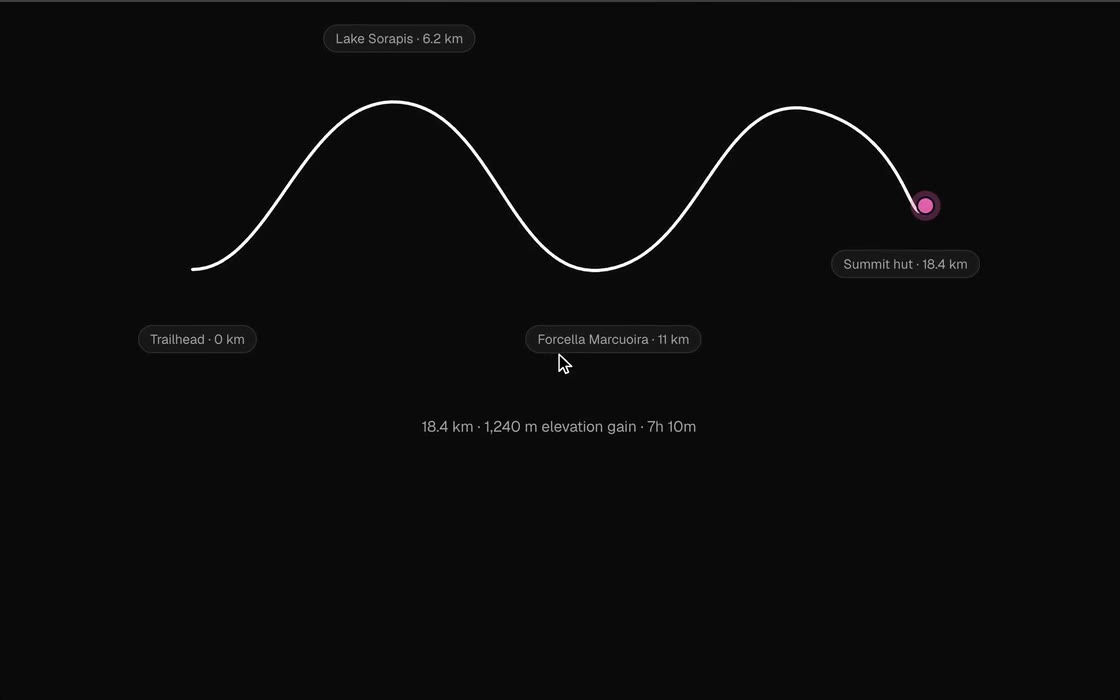 Lake Sorapis · 6.2 km
Summit hut · 18.4 km
Trailhead · 0 km
Forcella Marcuoira · 11 km
18.4 km · 1,240 m elevation gain · 7h 10m